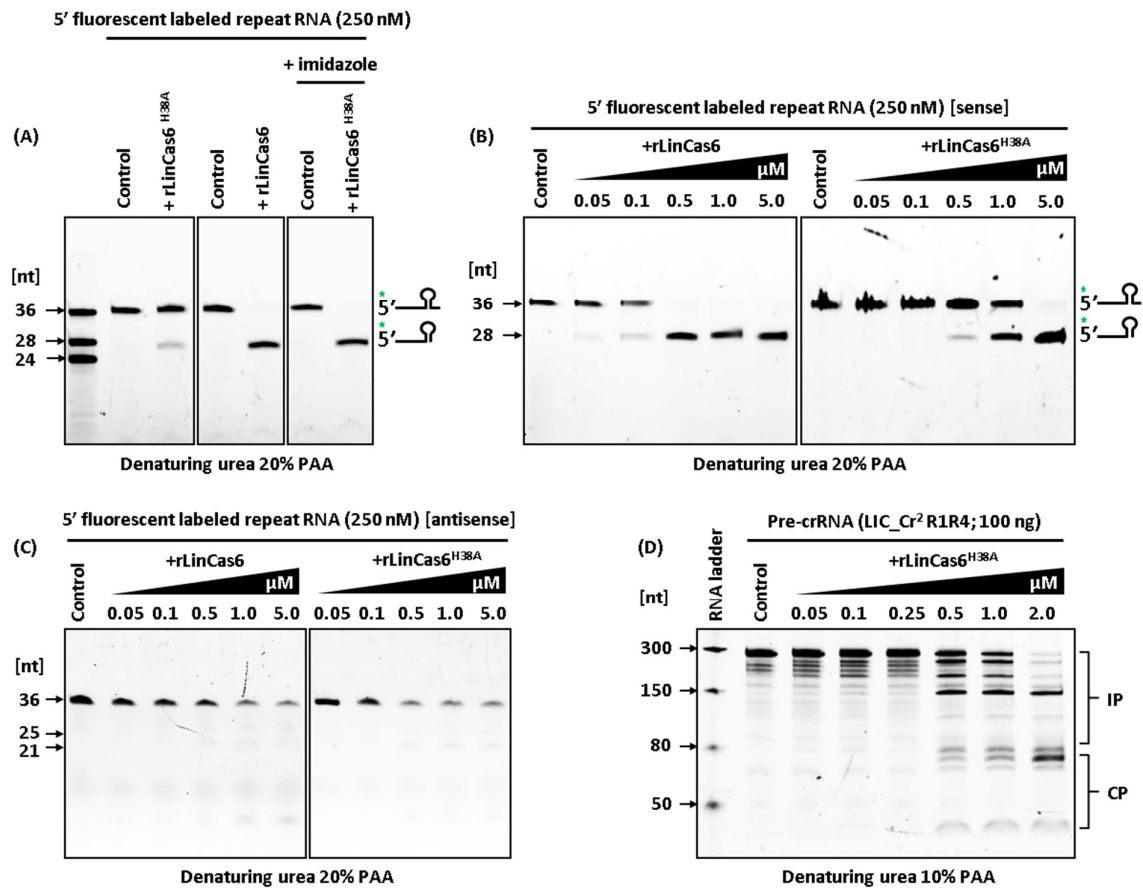 5′ fluorescent labeled repeat RNA (250 nM)
+ imidazole
(A)
Control
+ rLinCas6 H38A
Control
+ rLinCas6
Control
+ rLinCas6 H38A
[nt]
36
28
24
* 5′
* 5′
Denaturing urea 20% PAA
5′ fluorescent labeled repeat RNA (250 nM) [sense]
(B)
+rLinCas6
+rLinCas6H38A
Control
µM
Control
µM
0.05 0.1 0.5 1.0 5.0
0.05 0.1 0.5 1.0 5.0
[nt]
36
28
* 5′
* 5′
Denaturing urea 20% PAA
5′ fluorescent labeled repeat RNA (250 nM) [antisense]
(C)
+rLinCas6
+rLinCas6H38A
Control
µM
µM
0.05 0.1 0.5 1.0 5.0
0.05 0.1 0.5 1.0 5.0
[nt]
36
25
21
Denaturing urea 20% PAA
Pre-crRNA (LIC_Cr2 R1R4; 100 ng)
(D)
RNA ladder
Control
+rLinCas6H38A
µM
[nt]
0.05 0.1 0.25 0.5 1.0 2.0
300
150
80
50
IP
CP
Denaturing urea 10% PAA